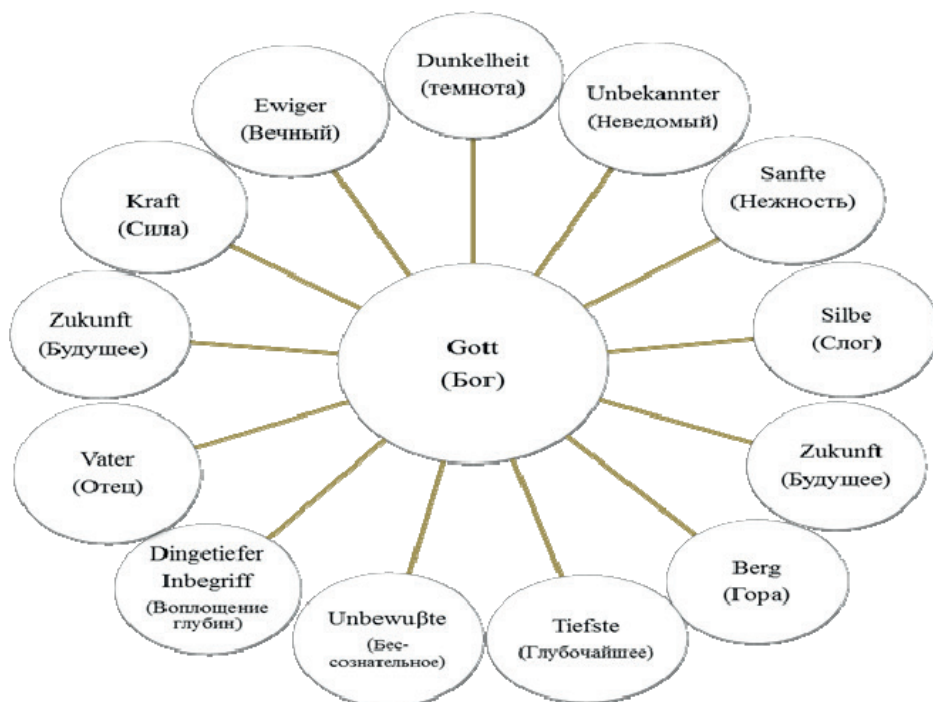 Dunkelheit
(темнота)
Unbekannter
(Неведомый)
Sanfte
(Нежность)
Silbe
(Слог)
Zukunft
(Будущее)
Berg
(Гора)
Tiefste
(Глубочайшее)
Unbewuβte
(Бес-
сознательное)
Dingetiefer
Inbegriff
(Воплощение
глубин)
Vater
(Отец)
Zukunft
(Будущее)
Kraft
(Сила)
Ewiger
(Вечный)
Gott
(Бог)